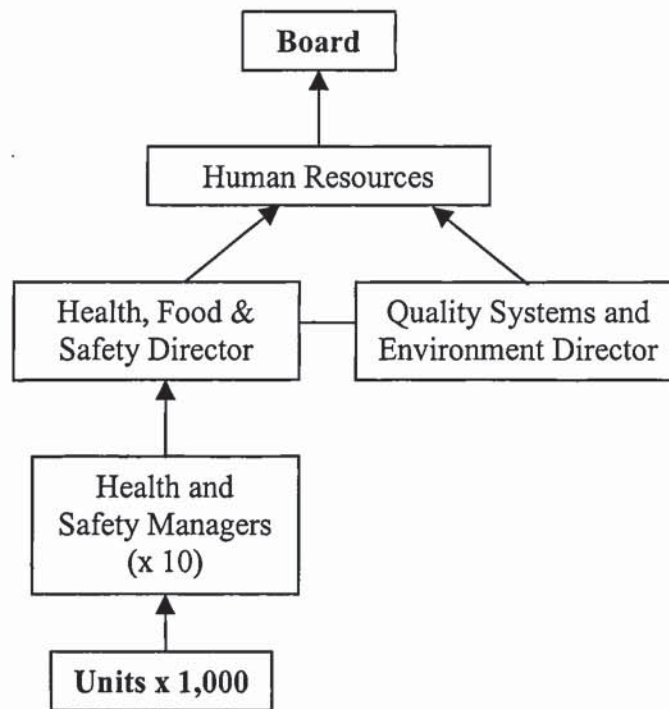 Board
Human Resources
Health, Food &
Safety Director
Quality Systems and
Environment Director
Health and
Safety Managers
(x 10)
Units x 1,000